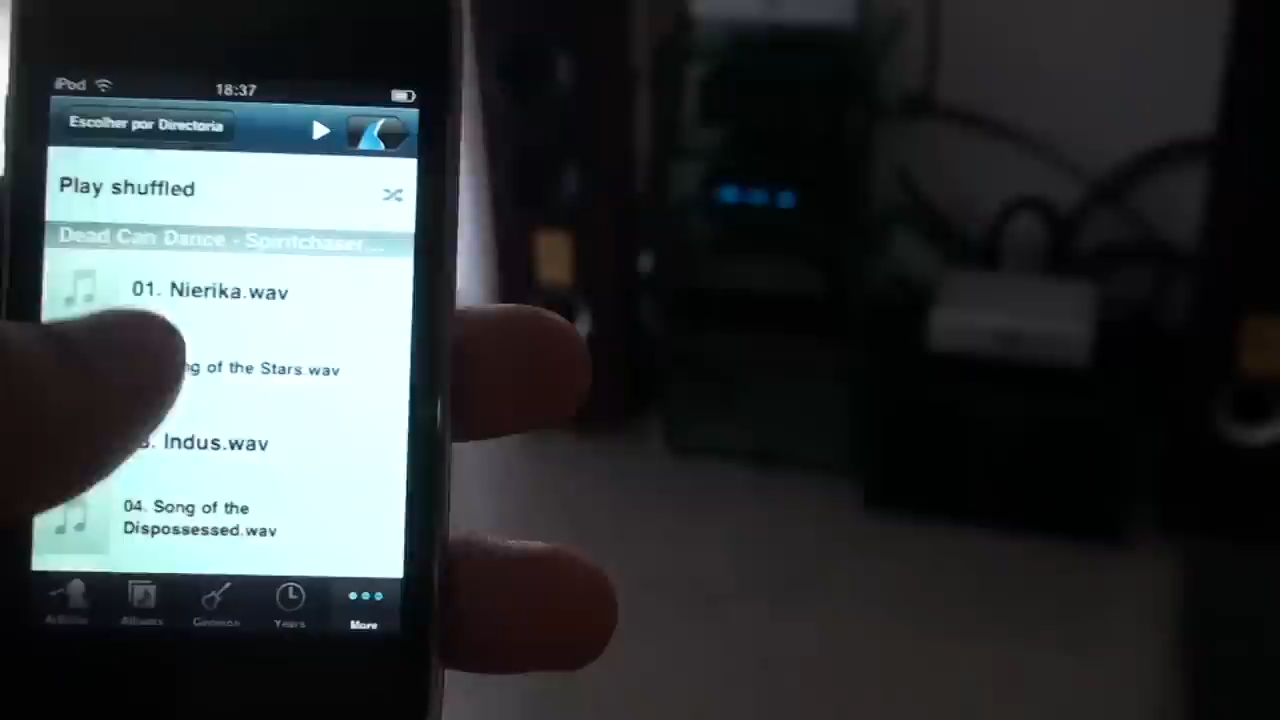 iPod 18:37
Escolher por Directoria
Play shuffled
Dead Can Dance - Spiritchaser...
01. Nierika.wav
of the Stars.wav
Indus.wav
04. Song of the
Dispossessed.wav
Artists Albums Genres Years More